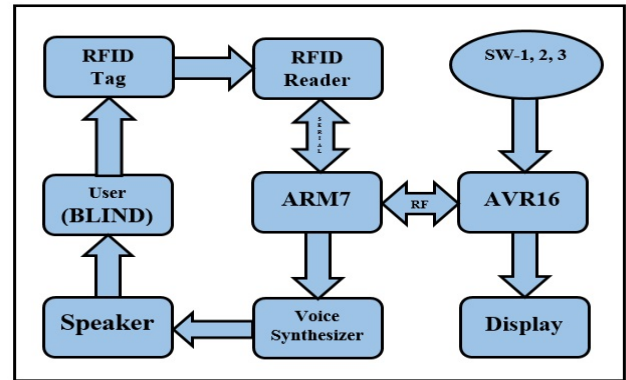 RFID
Tag
RFID
Reader
SW-1, 2, 3
SERIAL
User
(BLIND)
ARM7
RF
AVR16
Speaker
Voice
Synthesizer
Display